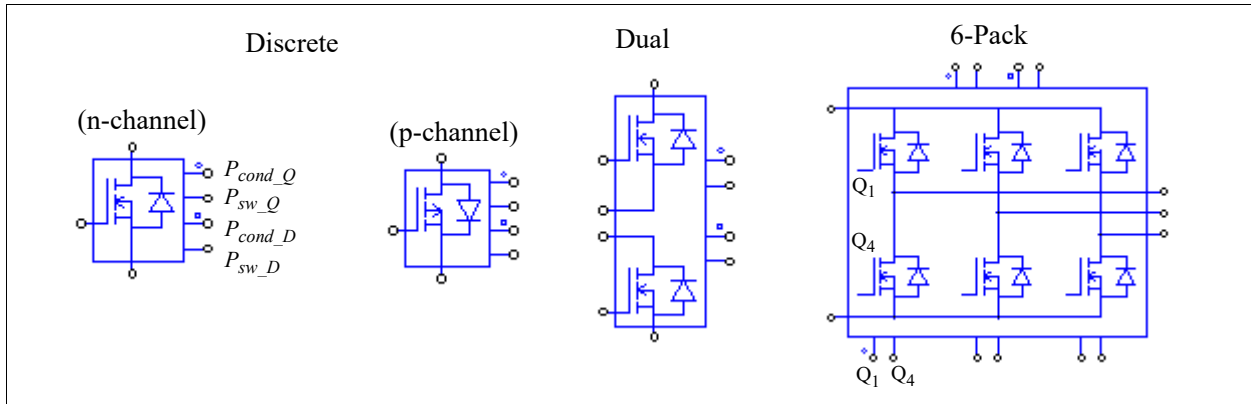 Discrete
Dual
6-Pack
(n-channel)
(p-channel)
P_cond_Q
P_sw_Q
P_cond_D
P_sw_D
Q1
Q4
Q1 Q4